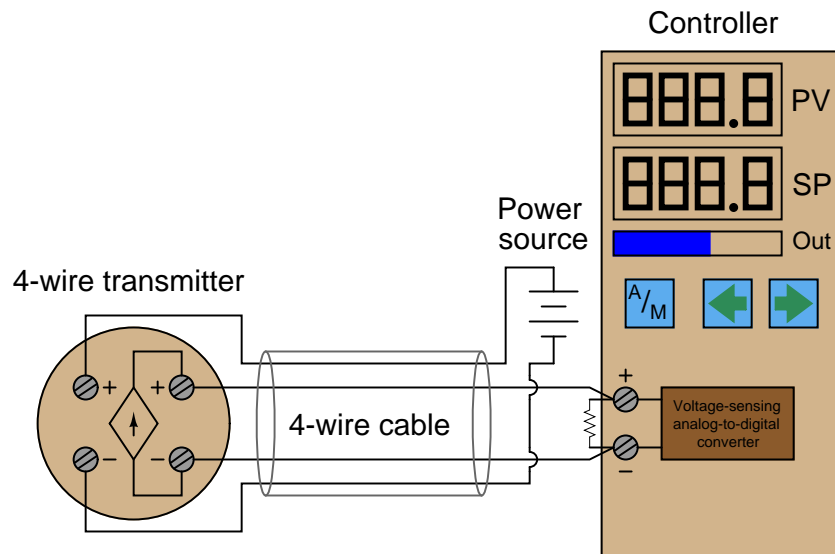 Controller
888.8
PV
888.8
SP
Out
A/M
Power
source
4-wire transmitter
+
+
−
−
4-wire cable
+
−
Voltage-sensing
analog-to-digital
converter